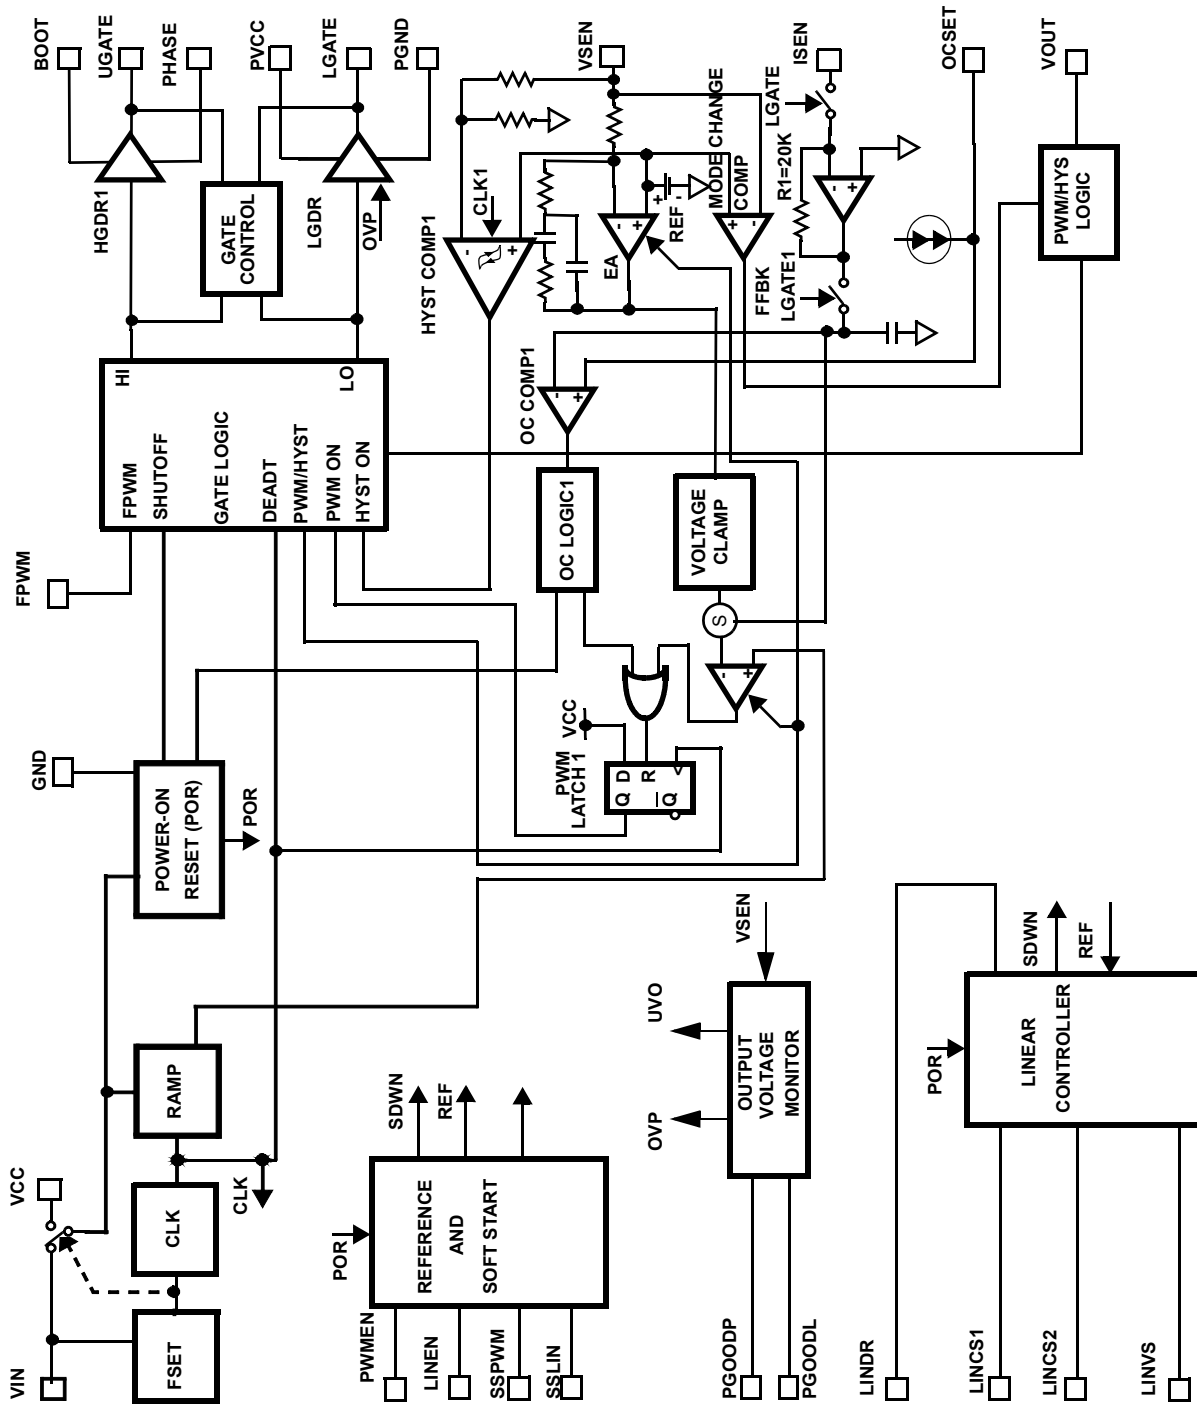 BOOT
UGATE
PHASE
PVCC
LGATE
PGND
VSEN
ISEN
OCSET
VOUT
HGDR1
GATE
CONTROL
LGDR
OVP
HYST COMP1
CLK1
-
+
EA
-
+
REF
+
-
MODE CHANGE
COMP
+
-
FFBK
LGATE
R1=20K
-
+
LGATE1
PWM/HYS
LOGIC
HI
LO
FPWM
SHUTOFF
GATE LOGIC
DEADT
PWM/HYST
PWM ON
HYST ON
OC COMP1
-
+
OC LOGIC1
VOLTAGE
CLAMP
S
-
+
FPWM
GND
POWER-ON
RESET (POR)
POR
VCC
PWM
LATCH 1
D
R
<
Q
Q
RAMP
CLK
CLK
FSET
VCC
VIN
SDWN
REF
POR
REFERENCE
AND
SOFT START
PWMEN
LINEN
SSPWM
SSLIN
VSEN
UVO
OVP
OUTPUT
VOLTAGE
MONITOR
PGOODP
PGOODL
SDWN
REF
POR
LINEAR
CONTROLLER
LINDR
LINCS1
LINCS2
LINVS